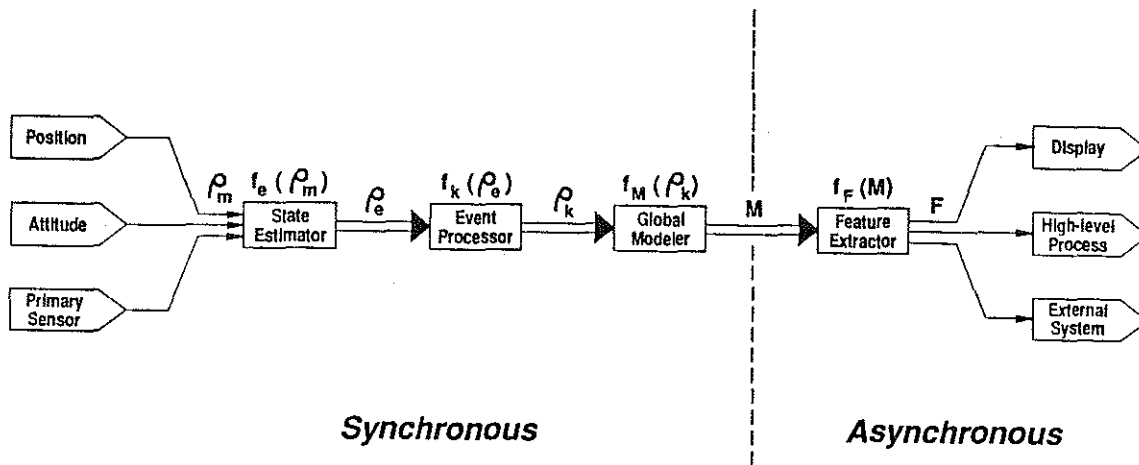 Position
Attitude
Primary
Sensor
ρm
fe (ρm)
State
Estimator
ρe
fk (ρe)
Event
Processor
ρk
fM (ρk)
Global
Modeler
M
fF (M)
Feature
Extractor
F
Display
High-level
Process
External
System
Synchronous
Asynchronous